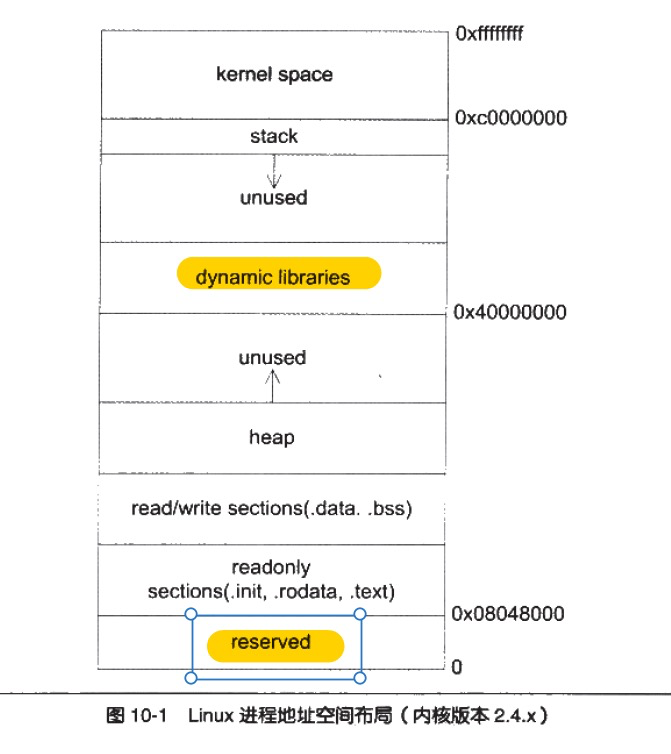 0xffffffff
kernel space
0xc0000000
stack
unused
dynamic libraries
0x40000000
unused
heap
read/write sections(.data. .bss)
readonly
sections(.init, .rodata, .text)
0x08048000
reserved
0
图 10-1 Linux 进程地址空间布局（内核版本 2.4.x）